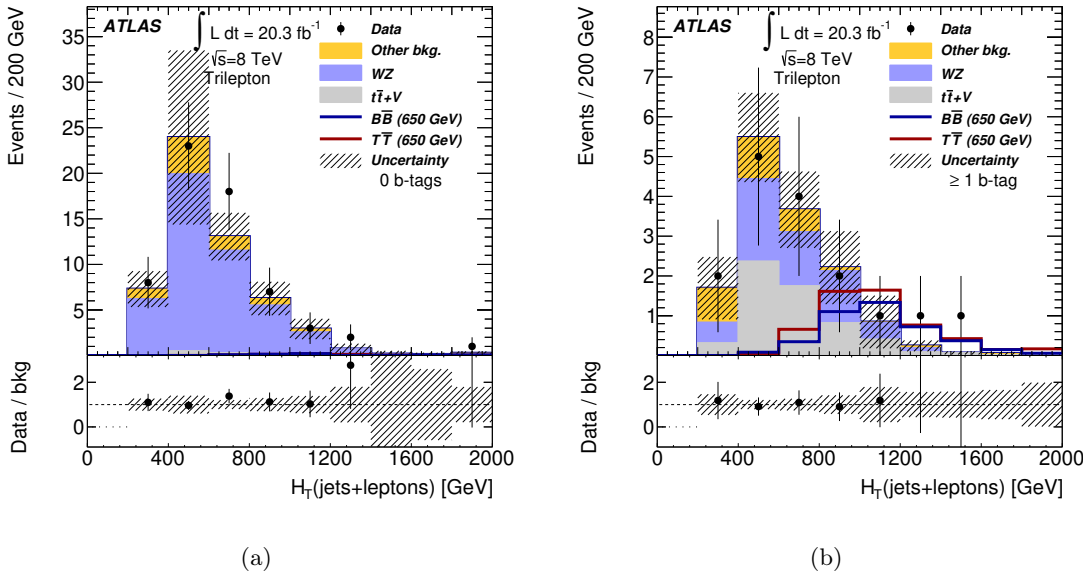 ATLAS
∫ L dt = 20.3 fb⁻¹
√s=8 TeV
Trilepton
Data
Other bkg.
WZ
tt̄+V
BB̄ (650 GeV)
TT̄ (650 GeV)
Uncertainty
0 b-tags
Events / 200 GeV
35
30
25
20
15
10
5
Data / bkg
2
0
0 400 800 1200 1600 2000
H_T(jets+leptons) [GeV]
(a)
ATLAS
∫ L dt = 20.3 fb⁻¹
√s=8 TeV
Trilepton
Data
Other bkg.
WZ
tt̄+V
BB̄ (650 GeV)
TT̄ (650 GeV)
Uncertainty
≥ 1 b-tag
Events / 200 GeV
8
7
6
5
4
3
2
1
Data / bkg
2
0
0 400 800 1200 1600 2000
H_T(jets+leptons) [GeV]
(b)